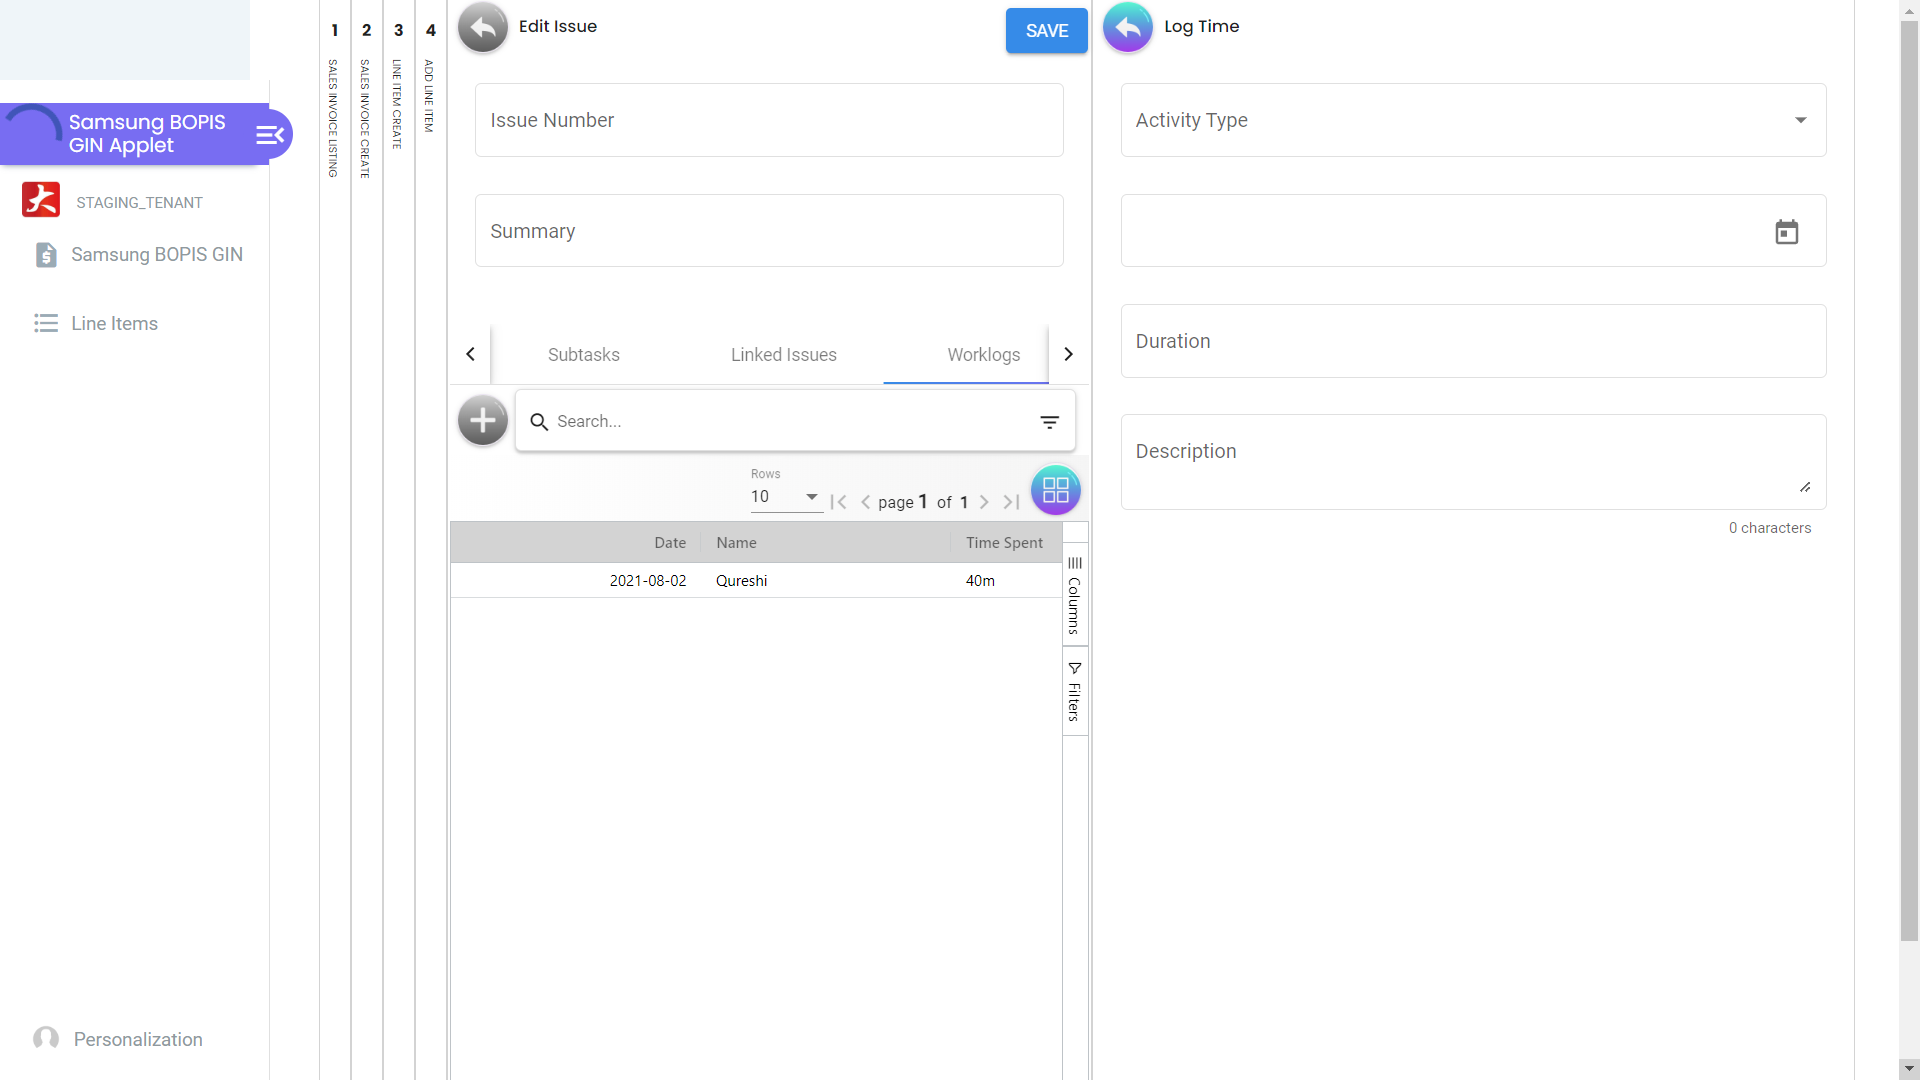 Samsung BOPIS
GIN Applet
STAGING_TENANT
Samsung BOPIS GIN
Line Items
Personalization
1
SALES INVOICE LISTING
2
SALES INVOICE CREATE
3
LINE ITEM CREATE
4
ADD LINE ITEM
Edit Issue
SAVE
Issue Number
Summary
Subtasks
Linked Issues
Worklogs
Search...
Rows
10
page 1 of 1
Date Name Time Spent
2021-08-02 Qureshi 40m
Columns
Filters
Log Time
Activity Type
Duration
Description
0 characters